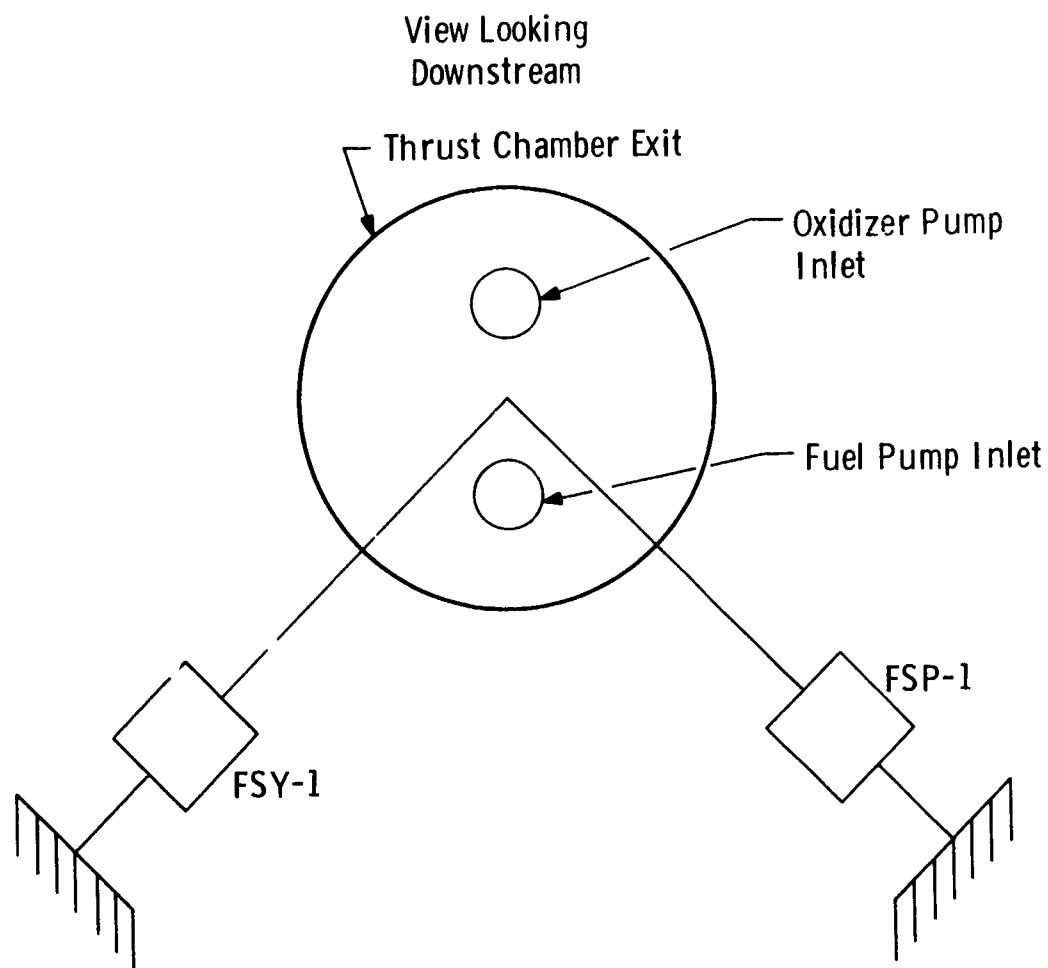 View Looking
Downstream
Thrust Chamber Exit
Oxidizer Pump
Inlet
Fuel Pump Inlet
FSP-1
FSY-1